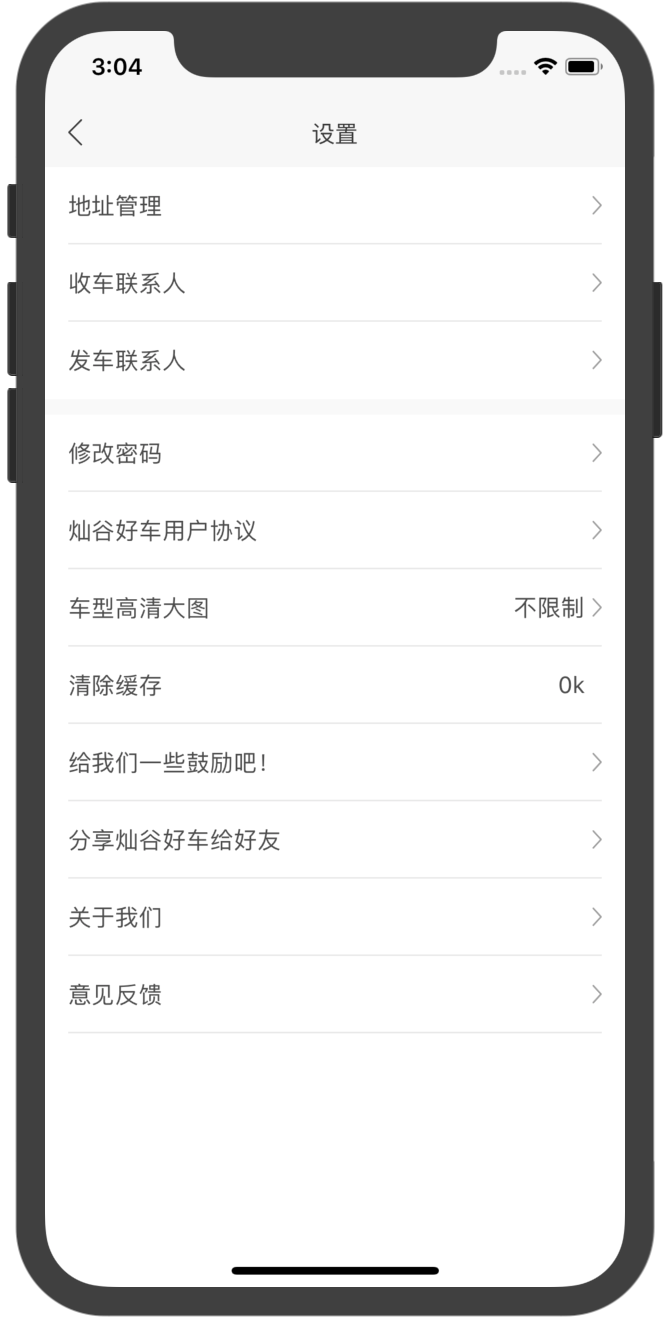 3:04
设置
地址管理
收车联系人
发车联系人
修改密码
灿谷好车用户协议
车型高清大图 不限制
清除缓存 0k
给我们一些鼓励吧！
分享灿谷好车给好友
关于我们
意见反馈